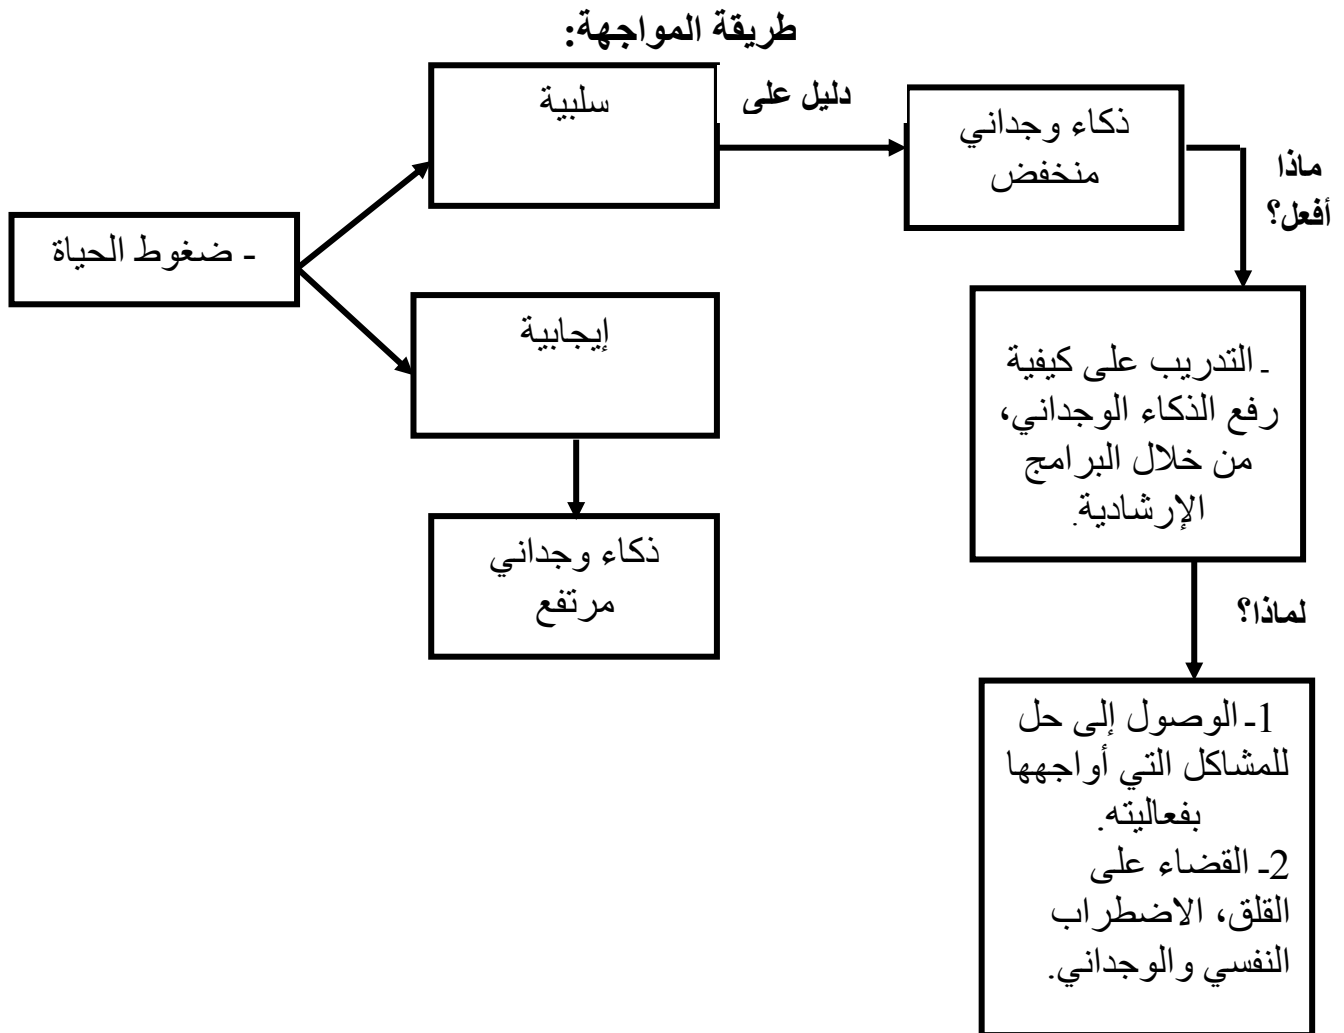 طريقة المواجهة:
- ضغوط الحياة
سلبية
دليل على
ذكاء وجداني
منخفض
ماذا
أفعل؟
- التدريب على كيفية
رفع الذكاء الوجداني،
من خلال البرامج
الإرشادية.
لماذا؟
1- الوصول إلى حل
للمشاكل التي أواجهها
بفعاليته.
2- القضاء على
القلق، الاضطراب
النفسي والوجداني.
إيجابية
ذكاء وجداني
مرتفع